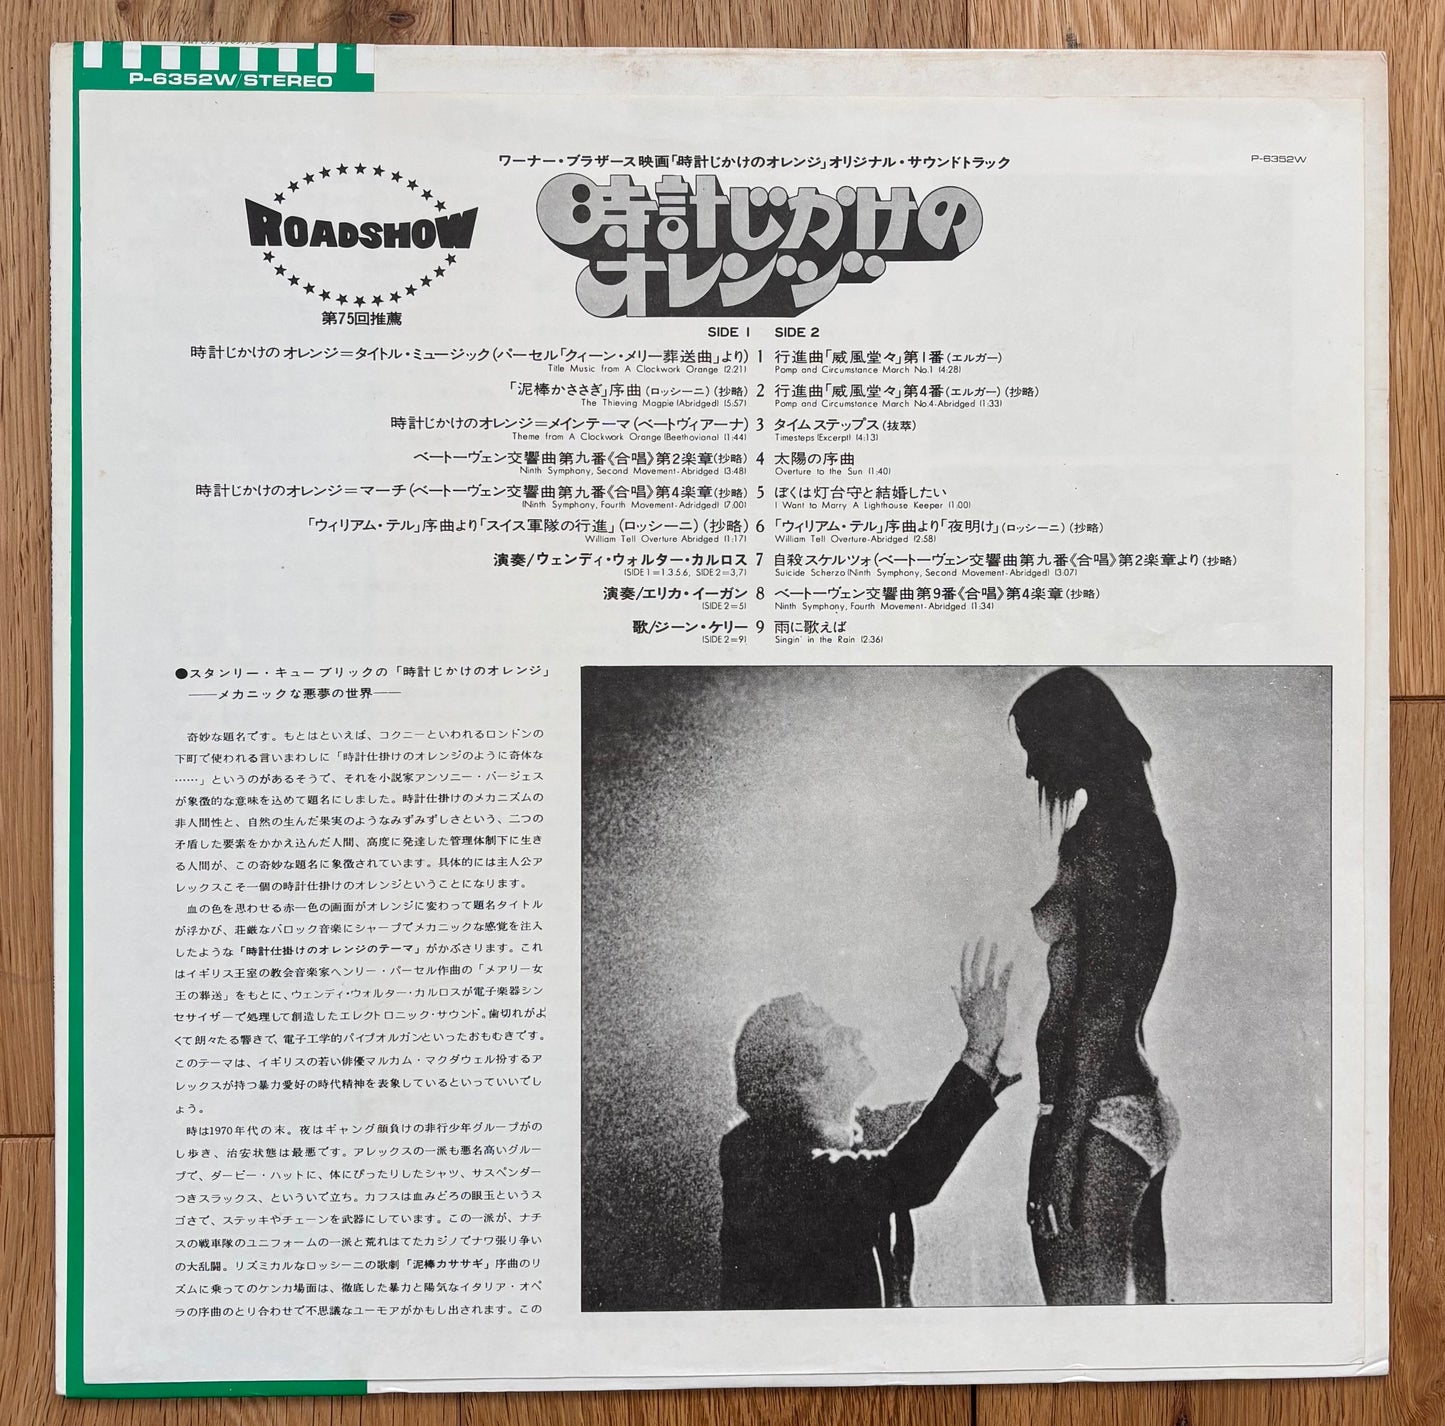 P-6352W/STEREO
ワーナー・ブラザース映画「時計じかけのオレンジ」オリジナル・サウンドトラック
P-6352W
ROADSHOW
第75回推薦
時計じかけの
オレンジ
SIDE 1
時計じかけのオレンジ=タイトル・ミュージック(パーセル「クィーン・メリー葬送曲」より) 1
Title Music from A Clockwork Orange (2:21)
「泥棒かささぎ」序曲(ロッシーニ)(抄略) 2
The Thieving Magpie (Abridged) (5:57)
時計じかけのオレンジ=メインテーマ(ベートヴィアーナ) 3
Theme from A Clockwork Orange (Beethoviana) (1:44)
ベートーヴェン交響曲第九番《合唱》第2楽章(抄略) 4
Ninth Symphony, Second Movement-Abridged (3:48)
時計じかけのオレンジ=マーチ(ベートーヴェン交響曲第九番《合唱》第4楽章(抄略) 5
(Ninth Symphony, Fourth Movement-Adridged) (7:00)
「ウィリアム・テル」序曲より「スイス軍隊の行進」(ロッシーニ)(抄略) 6
William Tell Overture Abridged (1:17)
演奏/ウェンディ・ウォルター・カルロス 7
(SIDE 1=1.3.5.6, SIDE 2=3,7)
演奏/エリカ・イーガン 8
(SIDE 2=5)
歌/ジーン・ケリー 9
(SIDE 2=9)
SIDE 2
行進曲「威風堂々」第1番(エルガー)
Pomp and Circumstance March No.1 (4:28)
行進曲「威風堂々」第4番(エルガー)(抄略)
Pomp and Circumstance March No.4-Abridged (1:33)
タイムステップス(抜萃)
Timesteps (Excerpt) (4:13)
太陽の序曲
Overture to the Sun (1:40)
ぼくは灯台守と結婚したい
I Want to Marry A Lighthouse Keeper (1:00)
「ウィリアム・テル」序曲より「夜明け」(ロッシーニ)(抄略)
William Tell Overture-Abridged (2:58)
自殺スケルツォ(ベートーヴェン交響曲第九番《合唱》第2楽章より(抄略)
Suicide Scherzo (Ninth Symphony, Second Movement-Abridged) (3:07)
ベートーヴェン交響曲第9番《合唱》第4楽章(抄略)
Ninth Symphony, Fourth Movement-Abridged (1:34)
雨に歌えば
Singin' in the Rain (2:36)
●スタンリー・キューブリックの「時計じかけのオレンジ」
――メカニックな悪夢の世界――
奇妙な題名です。もとはといえば、コクニーといわれるロンドンの
下町で使われる言いまわしに「時計仕掛けのオレンジのように奇体な
……」というのがあるそうで、それを小説家アンソニー・バージェス
が象徴的な意味を込めて題名にしました。時計仕掛けのメカニズムの
非人間性と、自然の生んだ果実のようなみずみずしさという、二つの
矛盾した要素をかかえ込んだ人間、高度に発達した管理体制下に生き
る人間が、この奇妙な題名に象徴されています。具体的には主人公ア
レックスこそ一個の時計仕掛けのオレンジということになります。
血の色を思わせる赤一色の画面がオレンジに変わって題名タイトル
が浮かび、荘厳なバロック音楽にシャープでメカニックな感覚を注入
したような「時計仕掛けのオレンジのテーマ」がかぶさります。これ
はイギリス王室の教会音楽家ヘンリー・パーセル作曲の「メアリー女
王の葬送」をもとに、ウェンディ・ウォルター・カルロスが電子楽器シン
セサイザーで処理して創造したエレクトロニック・サウンド。歯切れがよ
くて朗々たる響きで、電子工学的パイプオルガンといったおもむきです。
このテーマは、イギリスの若い俳優マルカム・マクダウェル扮するア
レックスが持つ暴力愛好の時代精神を表象しているといっていいでし
ょう。
時は1970年代の末。夜はギャング顔負けの非行少年グループがの
し歩き、治安状態は最悪です。アレックスの一派も悪名高いグルー
プで、ダービー・ハットに、体にぴったりしたシャツ、サスペンダー
つきスラックス、といういで立ち。カフスは血みどろの眼玉というス
ゴさで、ステッキやチェーンを武器にしています。この一派が、ナチ
スの戦車隊のユニフォームの一派と荒れはてたカジノでナワ張り争い
の大乱闘。リズミカルなロッシーニの歌劇「泥棒カササギ」序曲のリ
ズムに乗ってのケンカ場面は、徹底した暴力と陽気なイタリア・オペ
ラの序曲のとり合わせで不思議なユーモアがかもし出されます。この